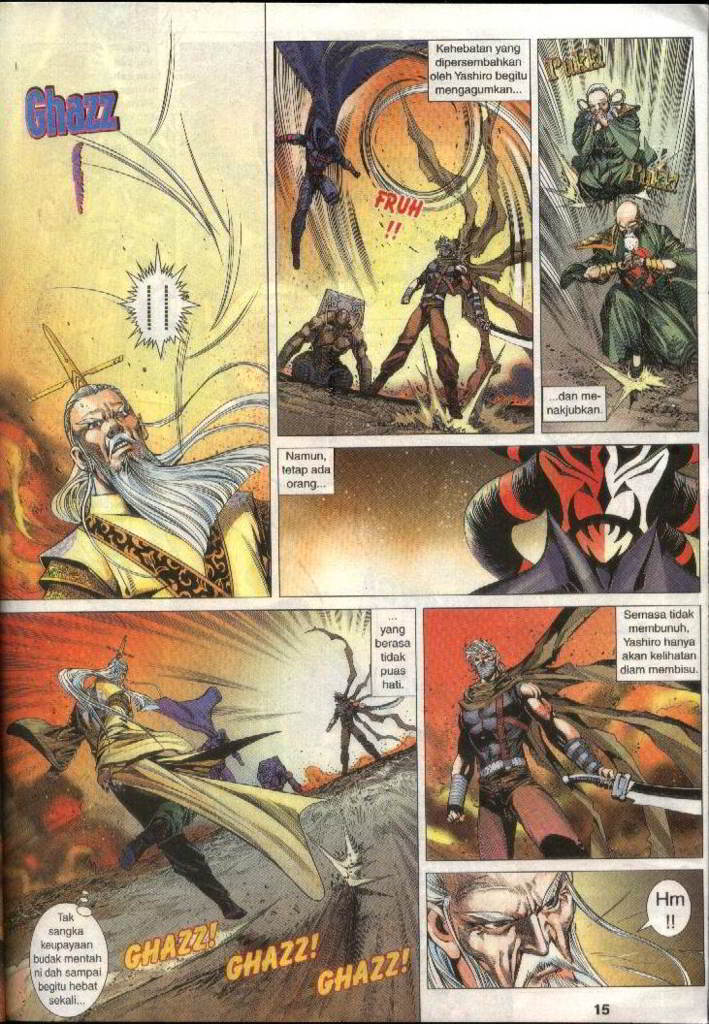 Ghazz
!!
Kehebatan yang
dipersembahkan
oleh Yashiro begitu
mengagumkan...
FRUH
!!
Pukk
Pukk
...dan me-
nakjubkan.
Namun,
tetap ada
orang...
...
yang
berasa
tidak
puas
hati.
Tak
sangka
keupayaan
budak mentah
ni dah sampai
begitu hebat
sekali...
GHAZZ!
GHAZZ!
GHAZZ!
Semasa tidak
membunuh,
Yashiro hanya
akan kelihatan
diam membisu.
Hm
!!
15